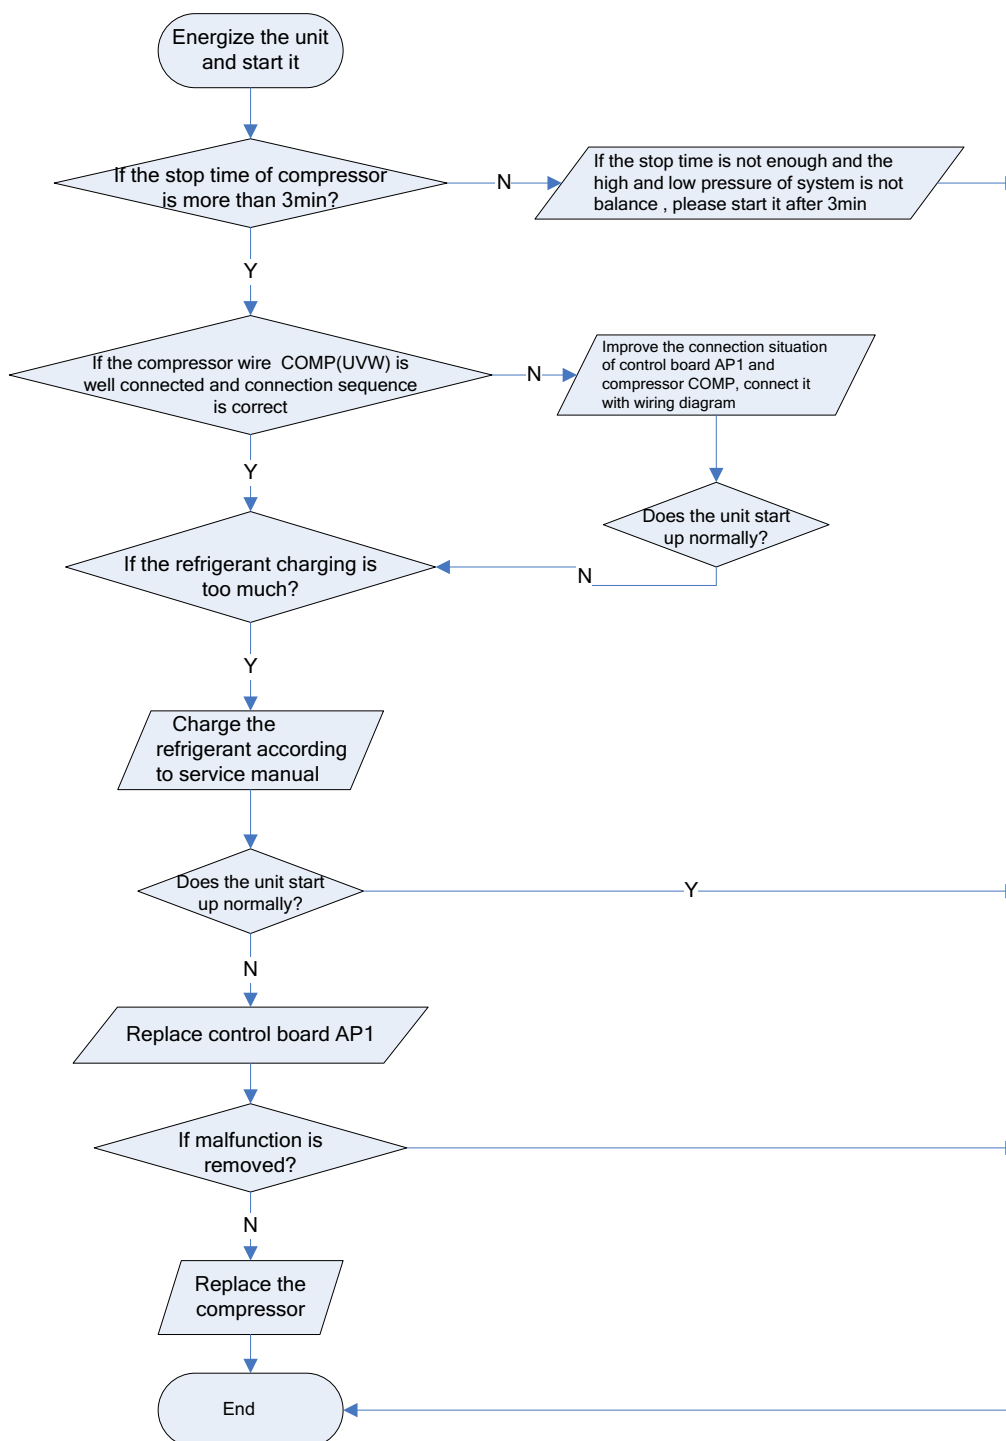 Energize the unit
and start it
If the stop time of compressor
is more than 3min?
N
If the stop time is not enough and the
high and low pressure of system is not
balance , please start it after 3min
Y
If the compressor wire  COMP(UVW) is
well connected and connection sequence
is correct
N
Improve the connection situation
of control board AP1 and
compressor COMP, connect it
with wiring diagram
Y
Does the unit start
up normally?
If the refrigerant charging is
too much?
N
Y
Charge the
refrigerant according
to service manual
Does the unit start
up normally?
Y
N
Replace control board AP1
If malfunction is
removed?
N
Replace the
compressor
End